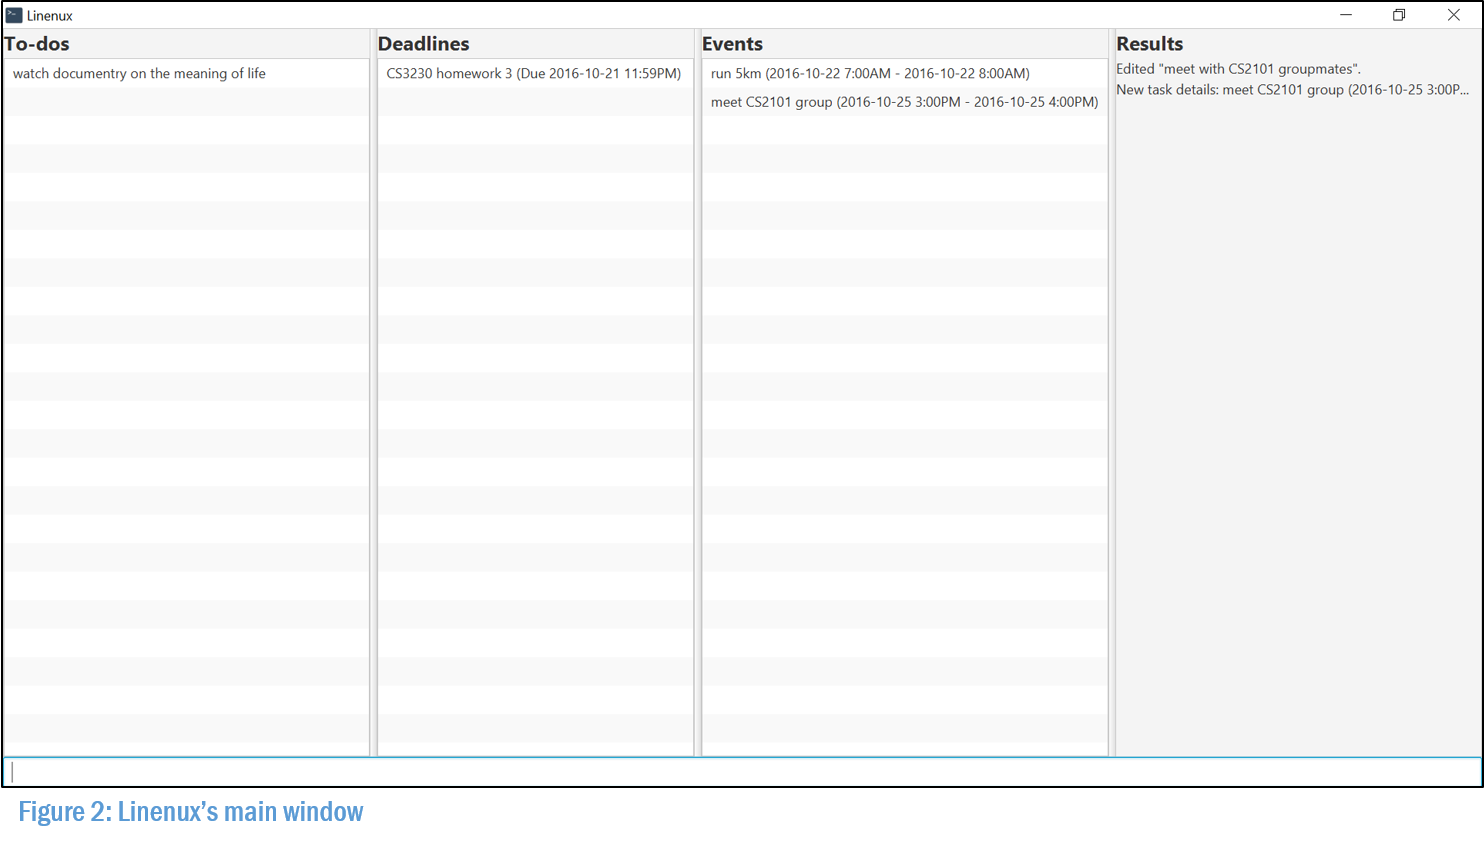 Linenux
To-dos
watch documentry on the meaning of life
Deadlines
CS3230 homework 3 (Due 2016-10-21 11:59PM)
Events
run 5km (2016-10-22 7:00AM - 2016-10-22 8:00AM)
meet CS2101 group (2016-10-25 3:00PM - 2016-10-25 4:00PM)
Results
Edited "meet with CS2101 groupmates".
New task details: meet CS2101 group (2016-10-25 3:00P...
Figure 2: Linenux’s main window